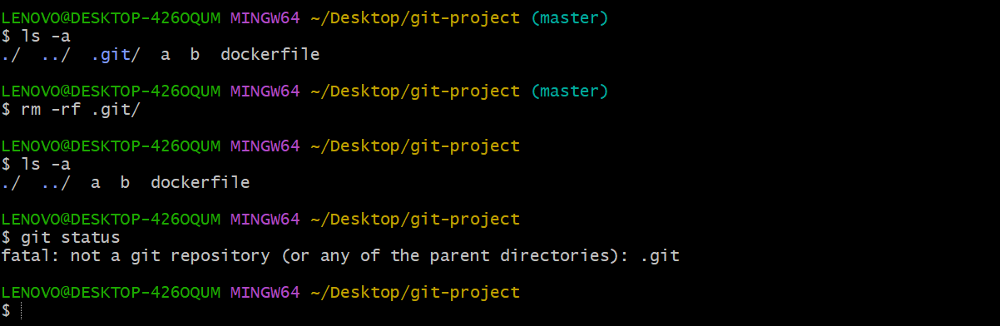 LENOVO@DESKTOP-426OQUM MINGW64 ~/Desktop/git-project (master)
$ ls -a
./  ../  .git/  a  b  dockerfile
LENOVO@DESKTOP-426OQUM MINGW64 ~/Desktop/git-project (master)
$ rm -rf .git/
LENOVO@DESKTOP-426OQUM MINGW64 ~/Desktop/git-project
$ ls -a
./  ../  a  b  dockerfile
LENOVO@DESKTOP-426OQUM MINGW64 ~/Desktop/git-project
$ git status
fatal: not a git repository (or any of the parent directories): .git
LENOVO@DESKTOP-426OQUM MINGW64 ~/Desktop/git-project
$